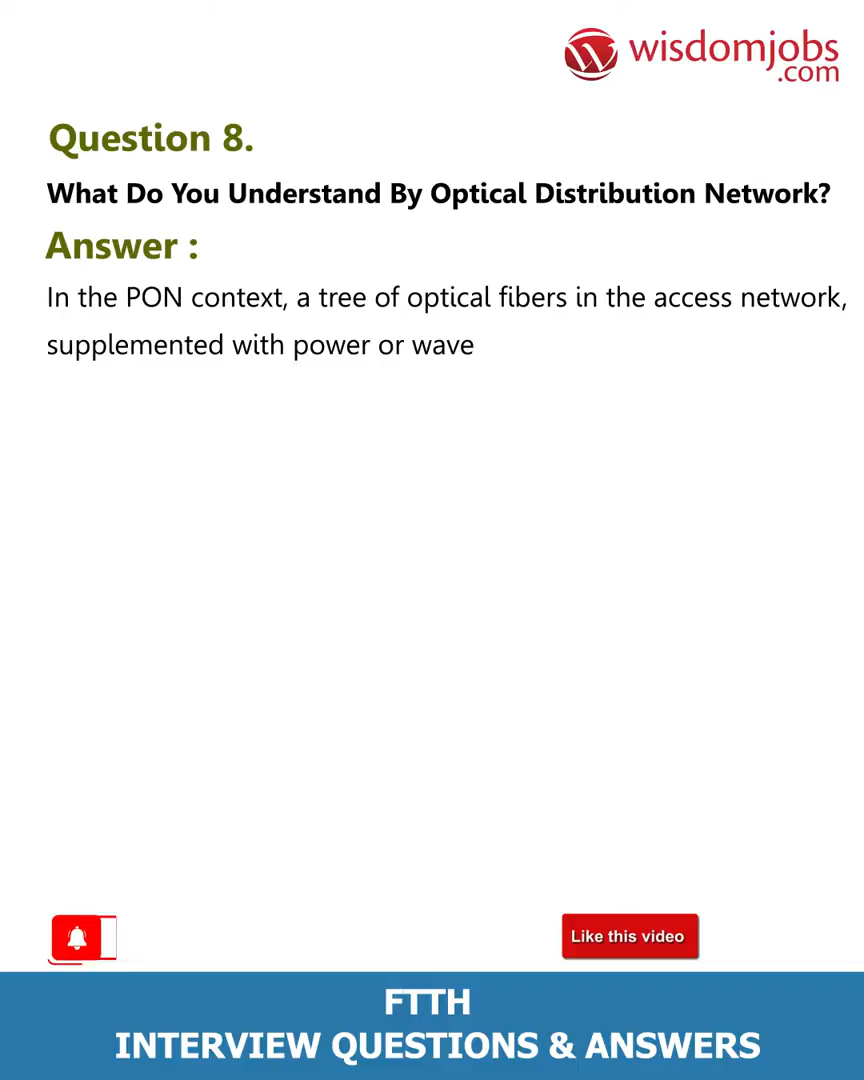 wisdomjobs
.com
Question 8.
What Do You Understand By Optical Distribution Network?
Answer :
In the PON context, a tree of optical fibers in the access network,
supplemented with power or wave
Like this video
FTTH
INTERVIEW QUESTIONS & ANSWERS